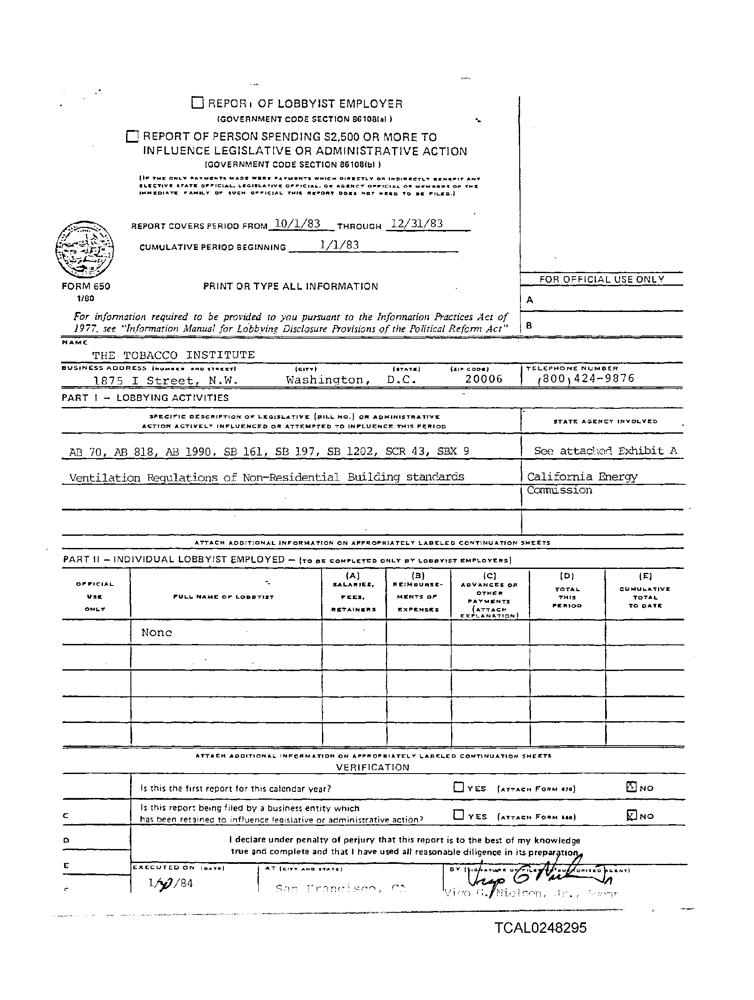 REPORT OF LOBBYIST EMPLOYER
(GOVERNMENT CODE SECTION 86108(a) )
REPORT OF PERSON SPENDING $2,500 OR MORE TO
INFLUENCE LEGISLATIVE OR ADMINISTRATIVE ACTION
(GOVERNMENT CODE SECTION 86108(b) )
(IF THE ONLY PAYMENTS MADE WERE PAYMENTS WHICH DIRECTLY OR INDIRECTLY BENEFIT ANY
ELECTIVE STATE OFFICIAL, LEGISLATIVE OFFICIAL, OR AGENCY OFFICIAL OR MEMBERS OF THE
IMMEDIATE FAMILY OF SUCH OFFICIAL THIS REPORT DOES NOT NEED TO BE FILED.)
REPORT COVERS PERIOD FROM 10/1/83 THROUGH 12/31/83
CUMULATIVE PERIOD BEGINNING 1/1/83
FORM 650
1/80
PRINT OR TYPE ALL INFORMATION
FOR OFFICIAL USE ONLY
A
B
For information required to be provided to you pursuant to the Information Practices Act of
1977, see "Information Manual for Lobbying Disclosure Provisions of the Political Reform Act"
NAME
THE TOBACCO INSTITUTE
BUSINESS ADDRESS (NUMBER AND STREET) (CITY) (STATE) (ZIP CODE) TELEPHONE NUMBER
1875 I Street, N.W. Washington, D.C. 20006 (800) 424-9876
PART I – LOBBYING ACTIVITIES
SPECIFIC DESCRIPTION OF LEGISLATIVE (BILL NO.) OR ADMINISTRATIVE
ACTION ACTIVELY INFLUENCED OR ATTEMPTED TO INFLUENCE THIS PERIOD
STATE AGENCY INVOLVED
AB 70, AB 818, AB 1990, SB 161, SB 197, SB 1202, SCR 43, SBX 9 See attached Exhibit A
Ventilation Regulations of Non-Residential Building standards California Energy
Commission
ATTACH ADDITIONAL INFORMATION ON APPROPRIATELY LABELED CONTINUATION SHEETS
PART II – INDIVIDUAL LOBBYIST EMPLOYED – (TO BE COMPLETED ONLY BY LOBBYIST EMPLOYERS)
OFFICIAL
USE
ONLY
FULL NAME OF LOBBYIST
(A)
SALARIES,
FEES,
RETAINERS
(B)
REIMBURSE-
MENTS OF
EXPENSES
(C)
ADVANCES OR
OTHER
PAYMENTS
(ATTACH
EXPLANATION)
(D)
TOTAL
THIS
PERIOD
(E)
CUMULATIVE
TOTAL
TO DATE
None
ATTACH ADDITIONAL INFORMATION ON APPROPRIATELY LABELED CONTINUATION SHEETS
VERIFICATION
Is this the first report for this calendar year? YES (ATTACH FORM 670) X NO
Is this report being filed by a business entity which
has been retained to influence legislative or administrative action? YES (ATTACH FORM 680) X NO
C
D
E
I declare under penalty of perjury that this report is to the best of my knowledge
true and complete and that I have used all reasonable diligence in its preparation.
EXECUTED ON (DATE) AT (CITY AND STATE) BY (SIGNATURE OF FILER AUTHORIZED AGENT)
San Francisco, CA
TCAL0248295